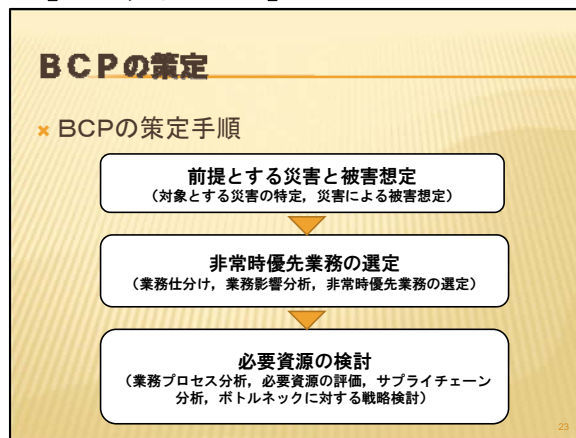 BCPの策定
BCPの策定手順
前提とする災害と被害想定
（対象とする災害の特定，災害による被害想定）
非常時優先業務の選定
（業務仕分け，業務影響分析，非常時優先業務の選定）
必要資源の検討
（業務プロセス分析，必要資源の評価，サプライチェーン
分析，ボトルネックに対する戦略検討）
23